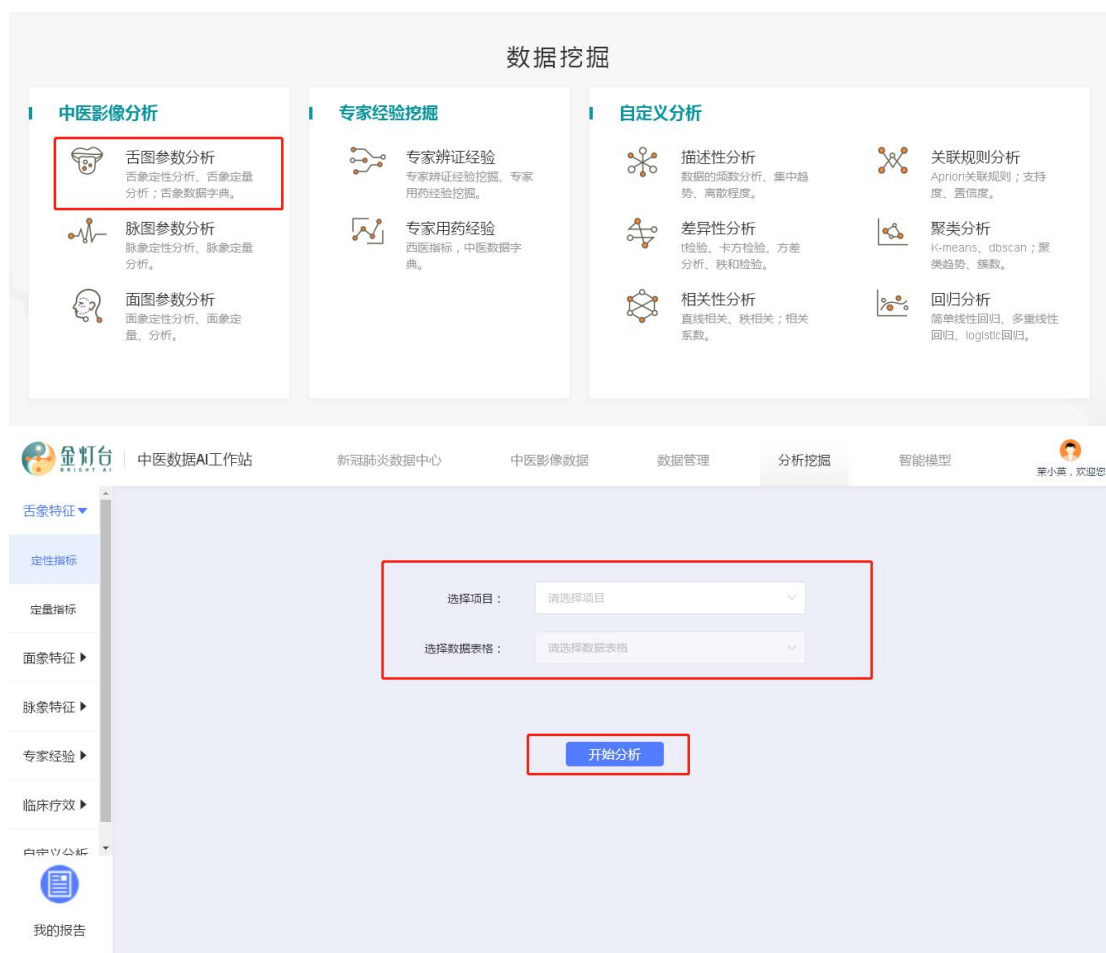 数据挖掘
中医影像分析
舌图参数分析
舌象定性分析、舌象定量
分析；舌象数据字典。
脉图参数分析
脉象定性分析、脉象定量
分析。
面图参数分析
面象定性分析、面象定
量、分析。
专家经验挖掘
专家辨证经验
专家辨证经验挖掘、专家
用药经验挖掘。
专家用药经验
西医指标，中医数据字
典。
自定义分析
描述性分析
数据的频数分析、集中趋
势、离散程度。
差异性分析
t检验、卡方检验、方差
分析、秩和检验。
相关性分析
直线相关、秩相关；相关
系数。
关联规则分析
Apriori关联规则；支持
度、置信度。
聚类分析
K-means、dbscan；聚
类趋势、簇数。
回归分析
简单线性回归、多重线性
回归、logistic回归。
金灯台
BRIGHT AI
中医数据AI工作站
新冠肺炎数据中心
中医影像数据
数据管理
分析挖掘
智能模型
茉小英，欢迎您
舌象特征
定性指标
定量指标
面象特征
脉象特征
专家经验
临床疗效
自定义分析
我的报告
选择项目：
请选择项目
选择数据表格：
请选择数据表格
开始分析